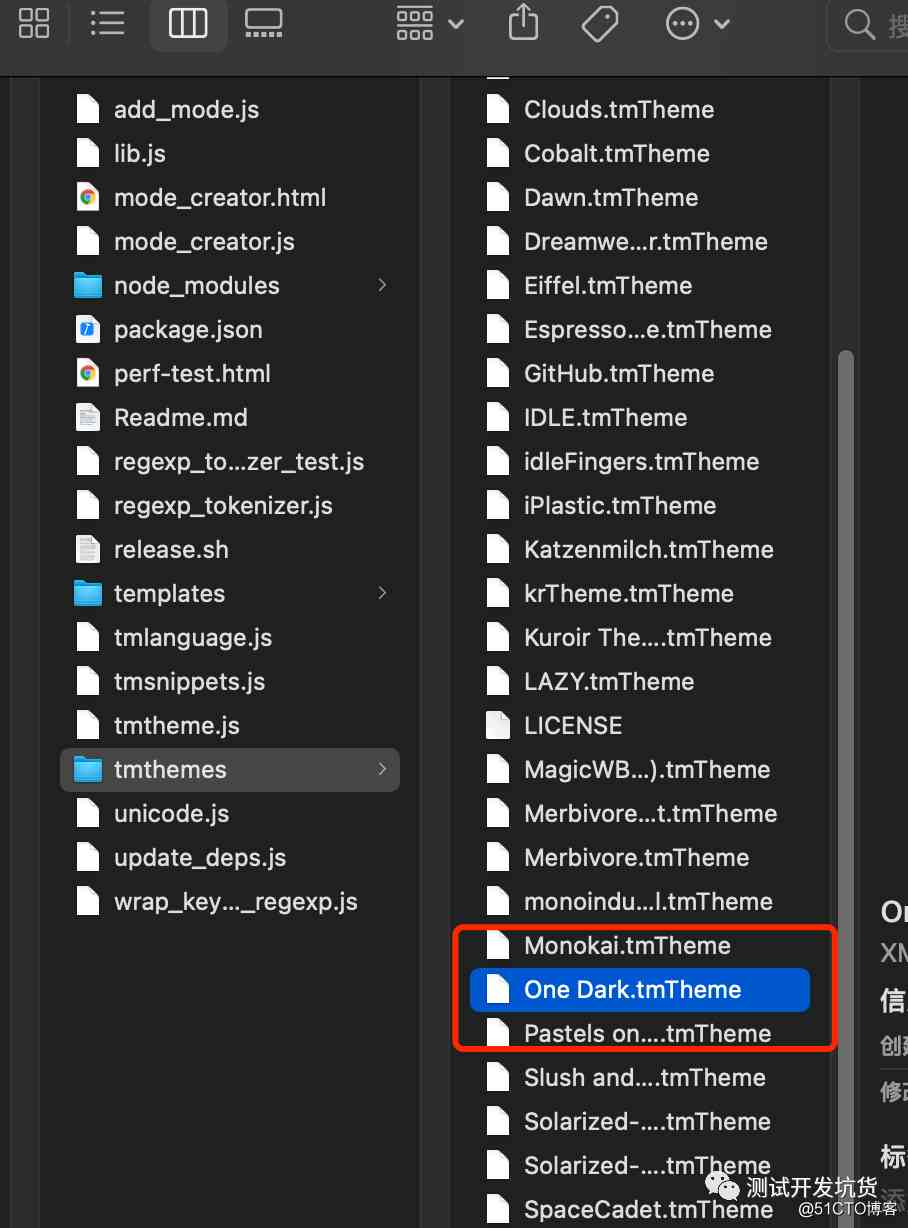 搜
add_mode.js
lib.js
mode_creator.html
mode_creator.js
node_modules
package.json
perf-test.html
Readme.md
regexp_to...zer_test.js
regexp_tokenizer.js
release.sh
templates
tmlanguage.js
tmsnippets.js
tmtheme.js
tmthemes
unicode.js
update_deps.js
wrap_key..._regexp.js
Clouds.tmTheme
Cobalt.tmTheme
Dawn.tmTheme
Dreamwe...r.tmTheme
Eiffel.tmTheme
Espresso...e.tmTheme
GitHub.tmTheme
IDLE.tmTheme
idleFingers.tmTheme
iPlastic.tmTheme
Katzenmilch.tmTheme
krTheme.tmTheme
Kuroir The....tmTheme
LAZY.tmTheme
LICENSE
MagicWB...).tmTheme
Merbivore...t.tmTheme
Merbivore.tmTheme
monoindu...l.tmTheme
Monokai.tmTheme
One Dark.tmTheme
Pastels on....tmTheme
Slush and....tmTheme
Solarized-....tmTheme
Solarized-....tmTheme
SpaceCadet.tmTheme
On
XM
信
创建
修改
标
添
测试开发坑货
@51CTO博客